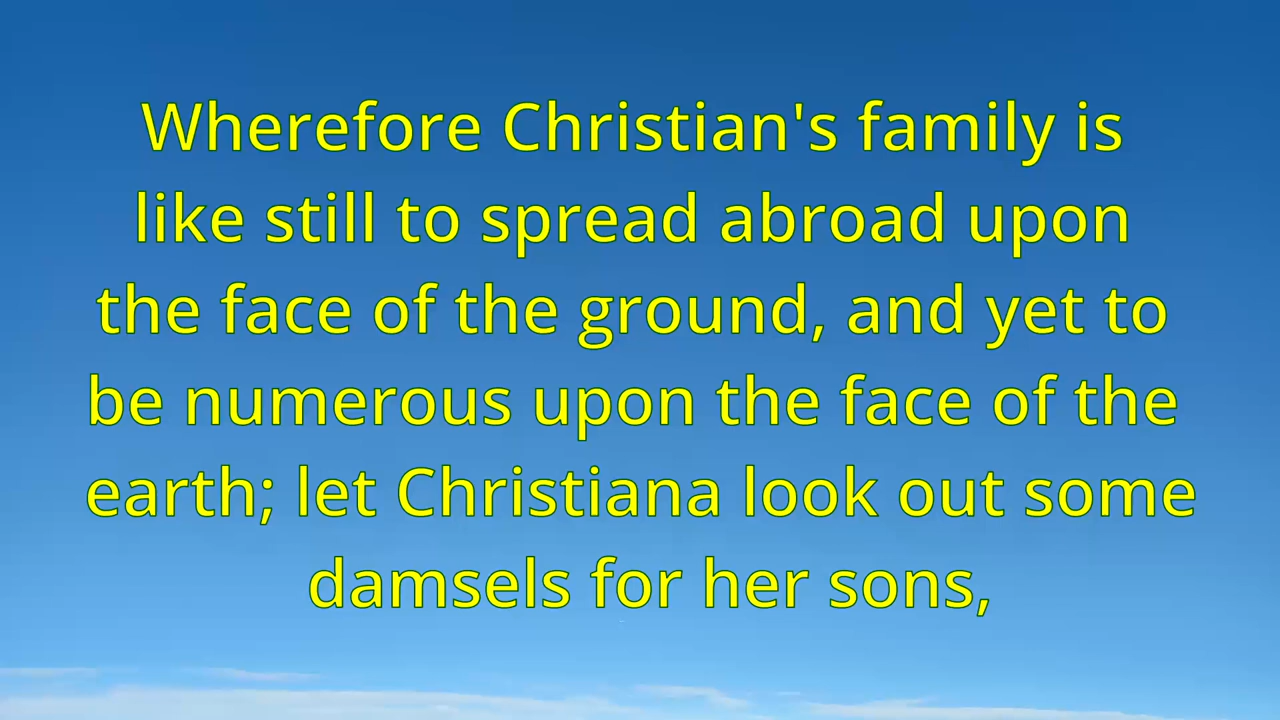 Wherefore Christian's family is
like still to spread abroad upon
the face of the ground, and yet to
be numerous upon the face of the
earth; let Christiana look out some
damsels for her sons,